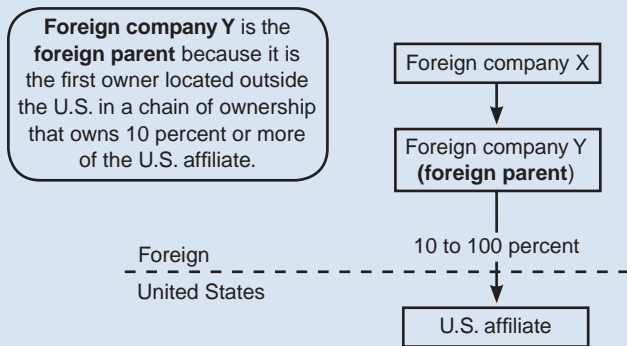 Foreign company Y is the
foreign parent because it is
the first owner located outside
the U.S. in a chain of ownership
that owns 10 percent or more
of the U.S. affiliate.
Foreign company X
Foreign company Y
(foreign parent)
10 to 100 percent
Foreign
United States
U.S. affiliate